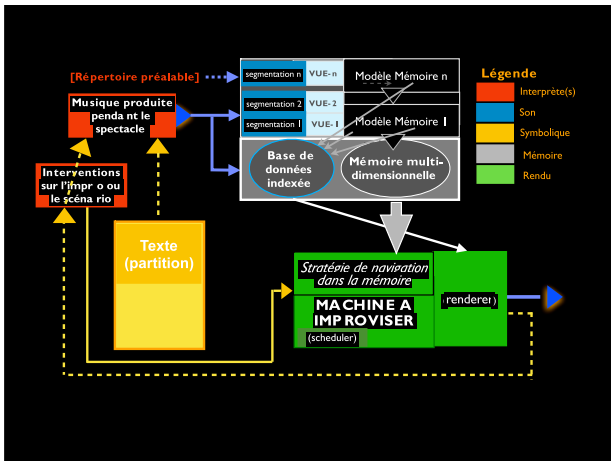 [Répertoire préalable]
segmentation n
VUE-n
Modèle Mémoire n
segmentation 2
VUE-2
segmentation 1
VUE-1
Modèle Mémoire 1
Musique produite
penda nt le
spectacle
Base de
données
indexée
Mémoire multi-
dimensionnelle
Interventions
sur l'impr o ou
le scéna rio
Texte
(partition)
Stratégie de navigation
dans la mémoire
MACHINE A
IMPROVISER
(scheduler)
( renderer)
Légende
Interprète(s)
Son
Symbolique
Mémoire
Rendu